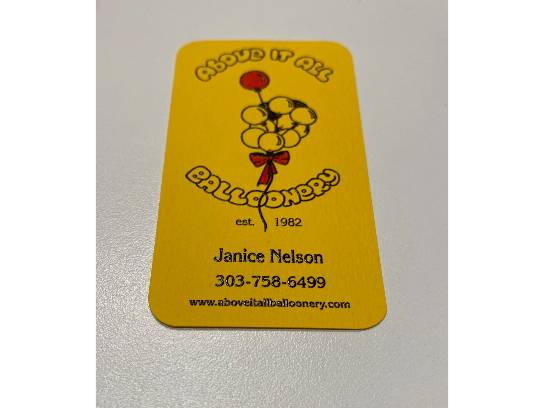 ABOVE IT ALL
BALLOONERY
est. 1982
Janice Nelson
303-758-6499
www.aboveitallballoonery.com